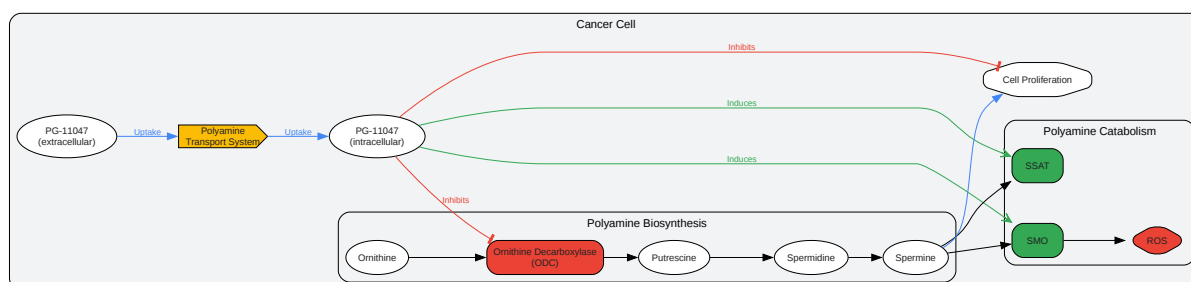 Cancer Cell
Inhibits
Cell Proliferation
Induces
PG-11047
(extracellular)
Uptake
Polyamine
Transport System
Uptake
PG-11047
(intracellular)
Polyamine Catabolism
Induces
SSAT
Inhibits
Polyamine Biosynthesis
SMO
ROS
Ornithine
Ornithine Decarboxylase
(ODC)
Putrescine
Spermidine
Spermine